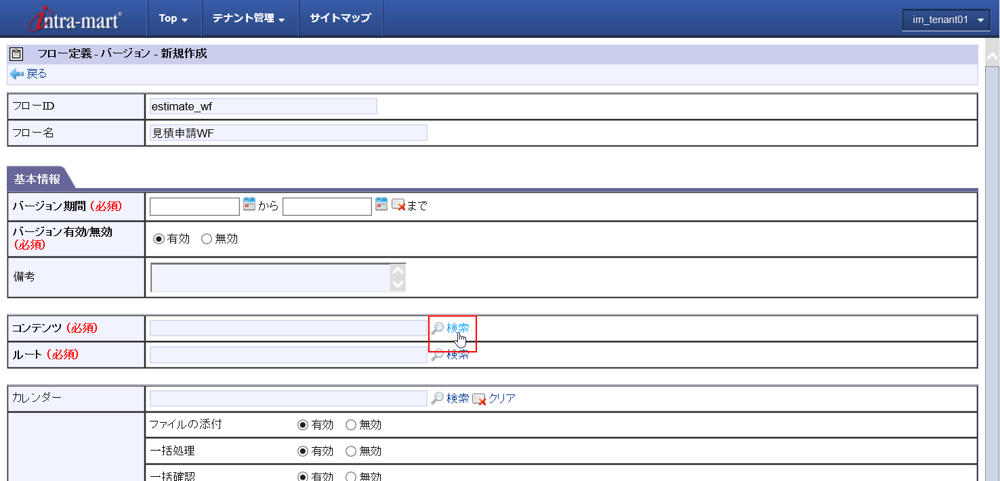 intra-mart®
Top テナント管理 サイトマップ im_tenant01
フロー定義 - バージョン - 新規作成
戻る
フローID estimate_wf
フロー名 見積申請WF
基本情報
バージョン期間 (必須) から まで
バージョン有効/無効
(必須) 有効 無効
備考
コンテンツ (必須) 検索
ルート (必須) 検索
カレンダー 検索 クリア
ファイルの添付 有効 無効
一括処理 有効 無効
一括確認 有効 無効